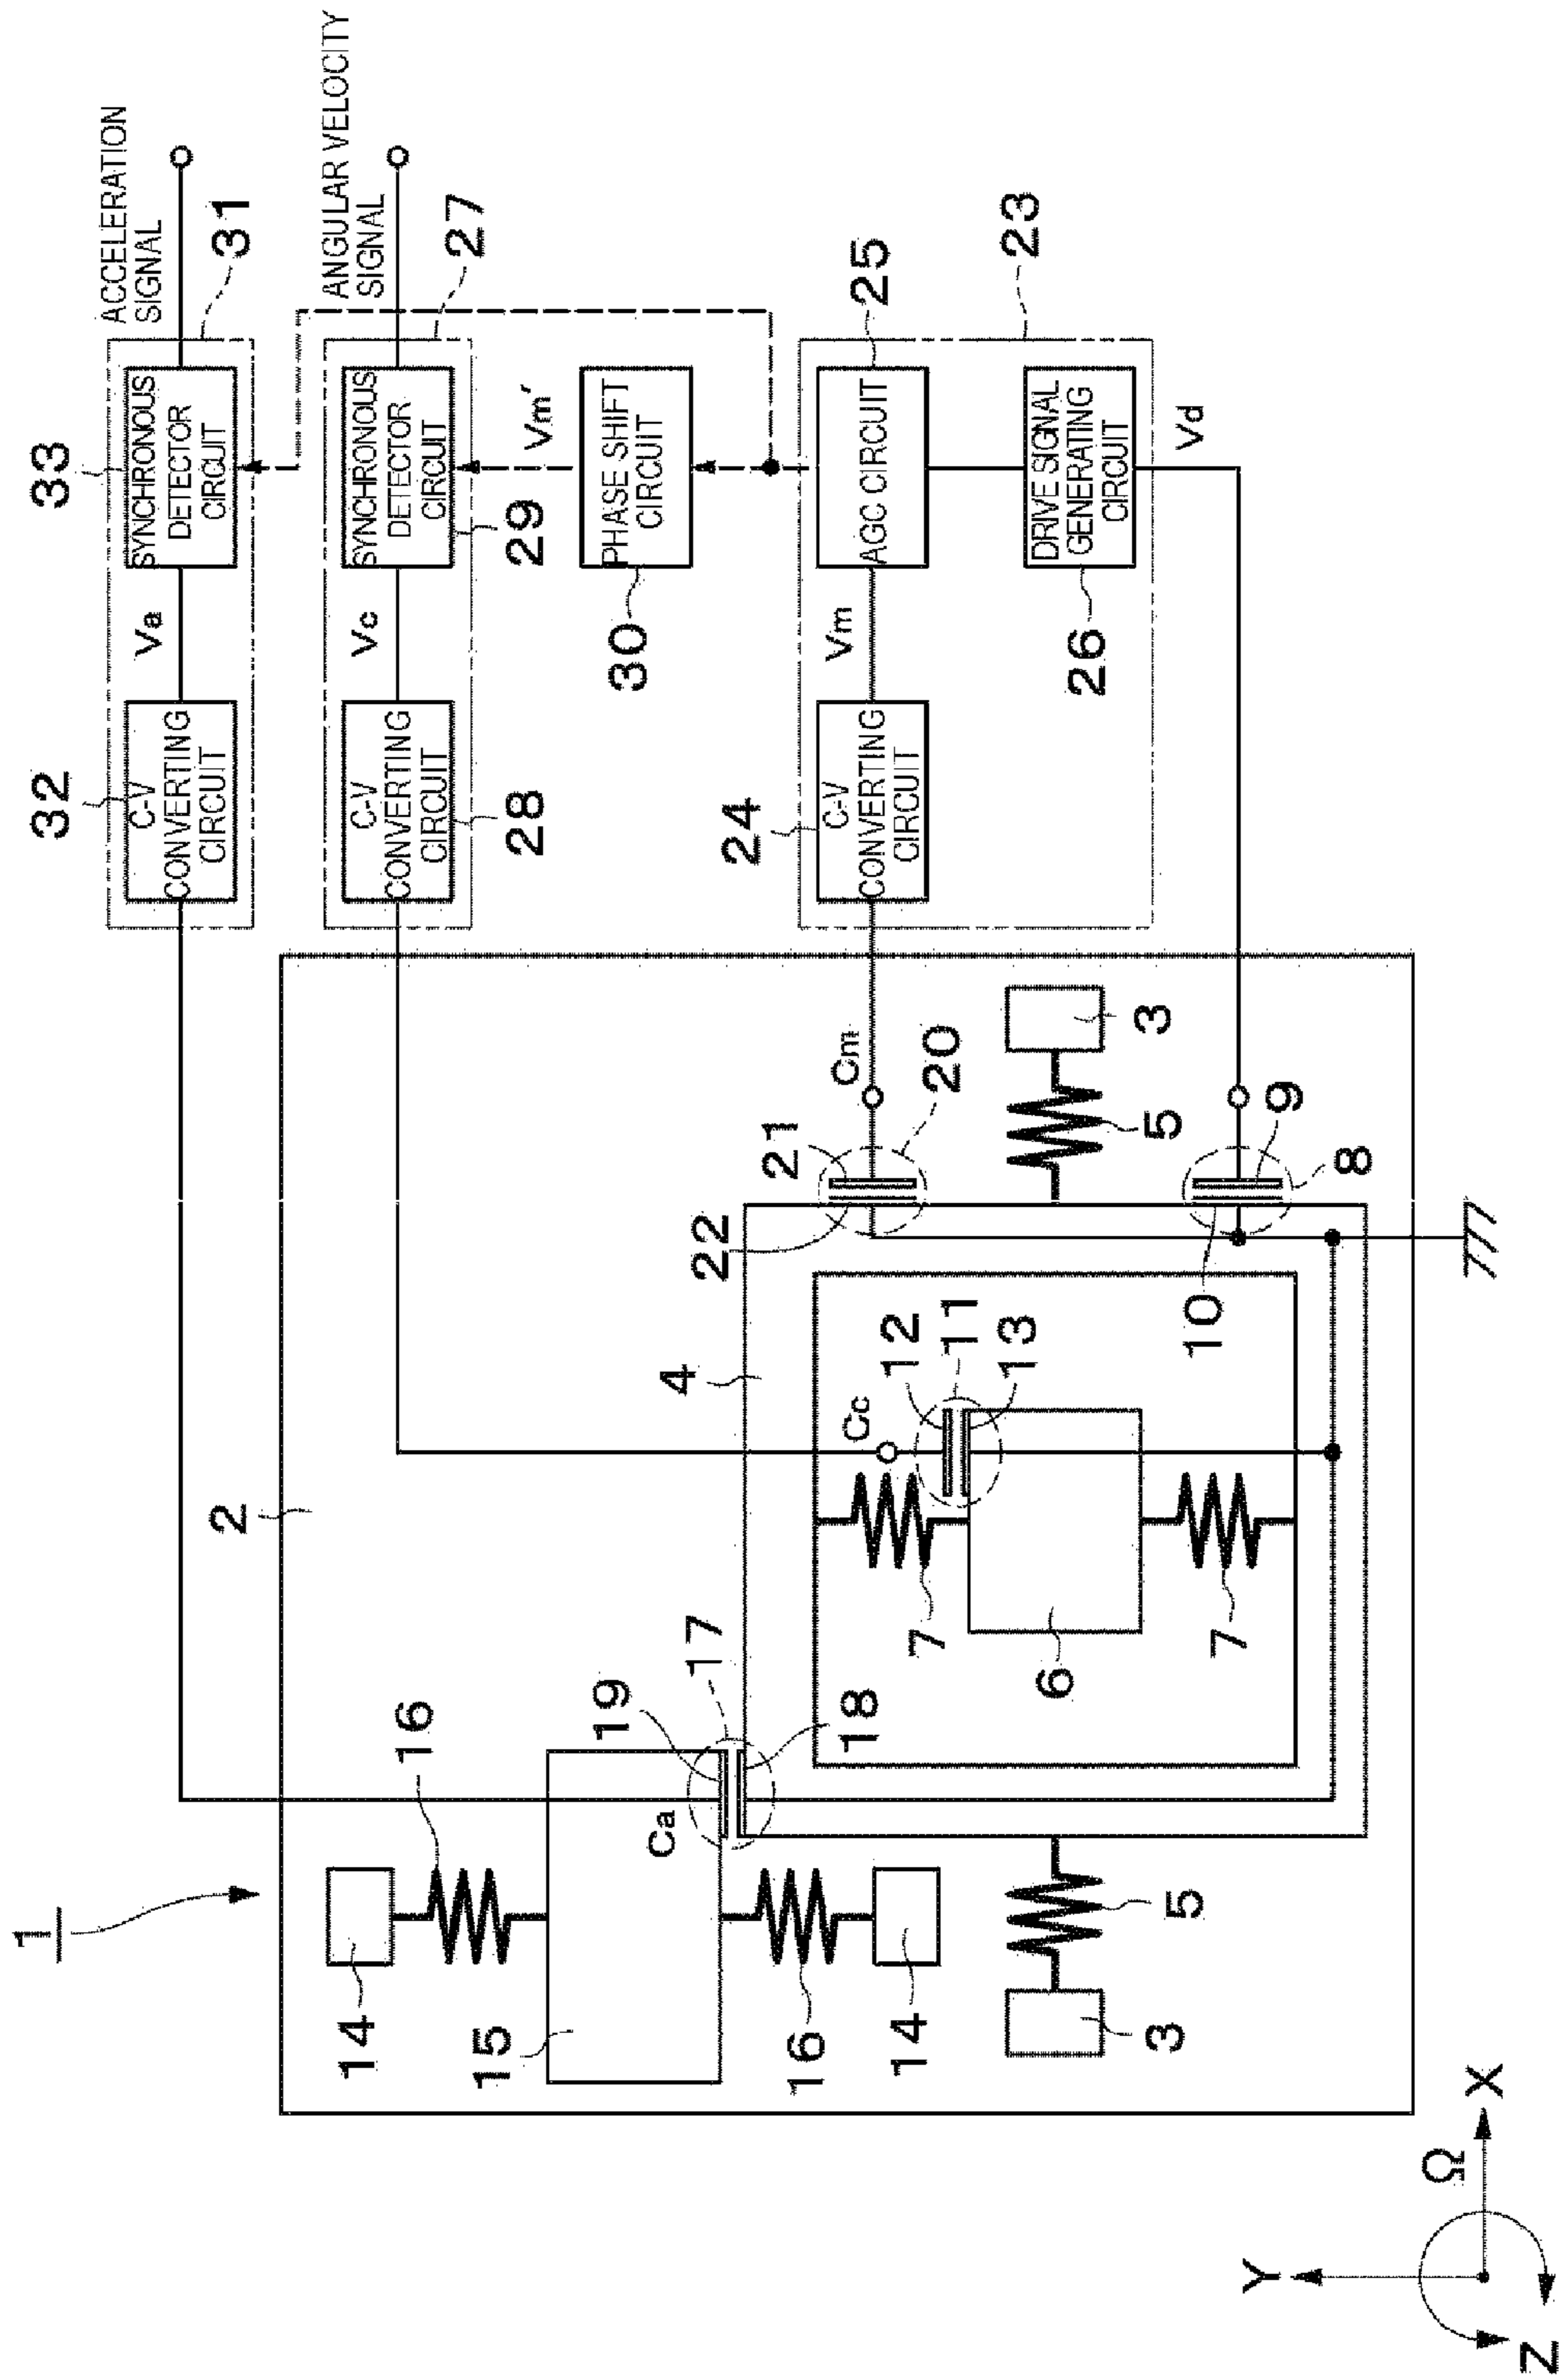 1
2
14
16
15
16
14
3
5
Ca
19
17
18
4
7
6
7
Cc
12
11
13
22
21
20
Cm
10
9
8
5
3
Y
Ω
X
Z
32
C-V
CONVERTING
CIRCUIT
Va
33
SYNCHRONOUS
DETECTOR
CIRCUIT
31
ACCELERATION
SIGNAL
C-V
CONVERTING
CIRCUIT
28
Vc
SYNCHRONOUS
DETECTOR
CIRCUIT
29
27
ANGULAR VELOCITY
SIGNAL
Vm'
30
PHASE SHIFT
CIRCUIT
24
C-V
CONVERTING
CIRCUIT
Vm
AGC CIRCUIT
25
26
DRIVE SIGNAL
GENERATING
CIRCUIT
Vd
23